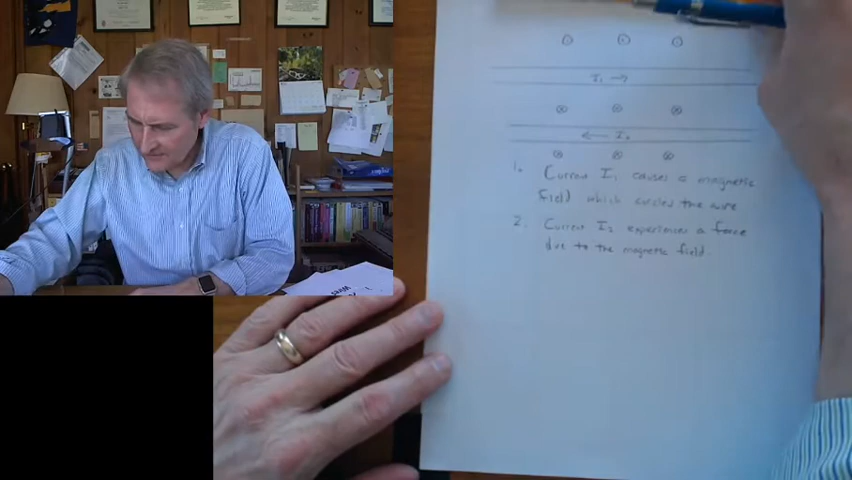 I₁ →
← I₂
1. Current I₁ causes a magnetic
field which circles the wire
2. Current I₂ experiences a force
due to the magnetic field.
Wires